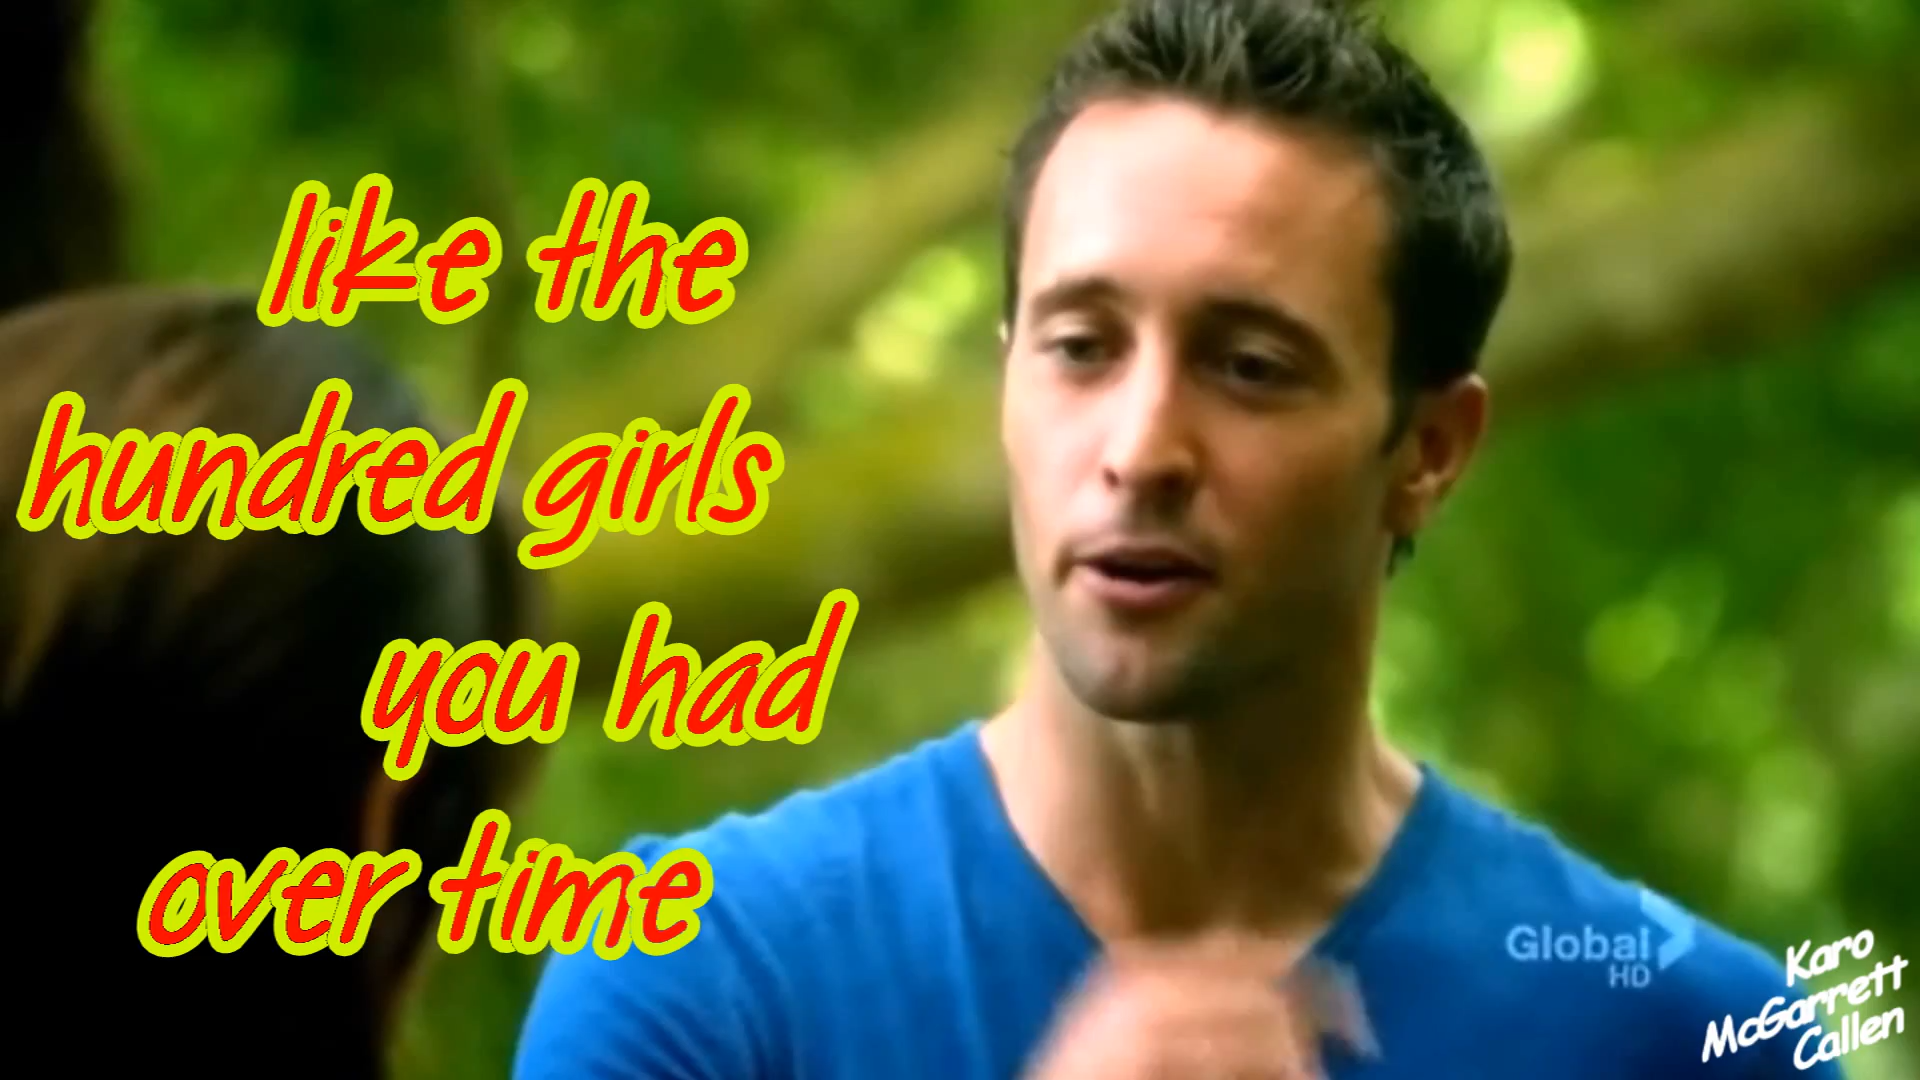 like the
hundred girls
you had
over time
Global
HD
Karo
McGarrett
Callen